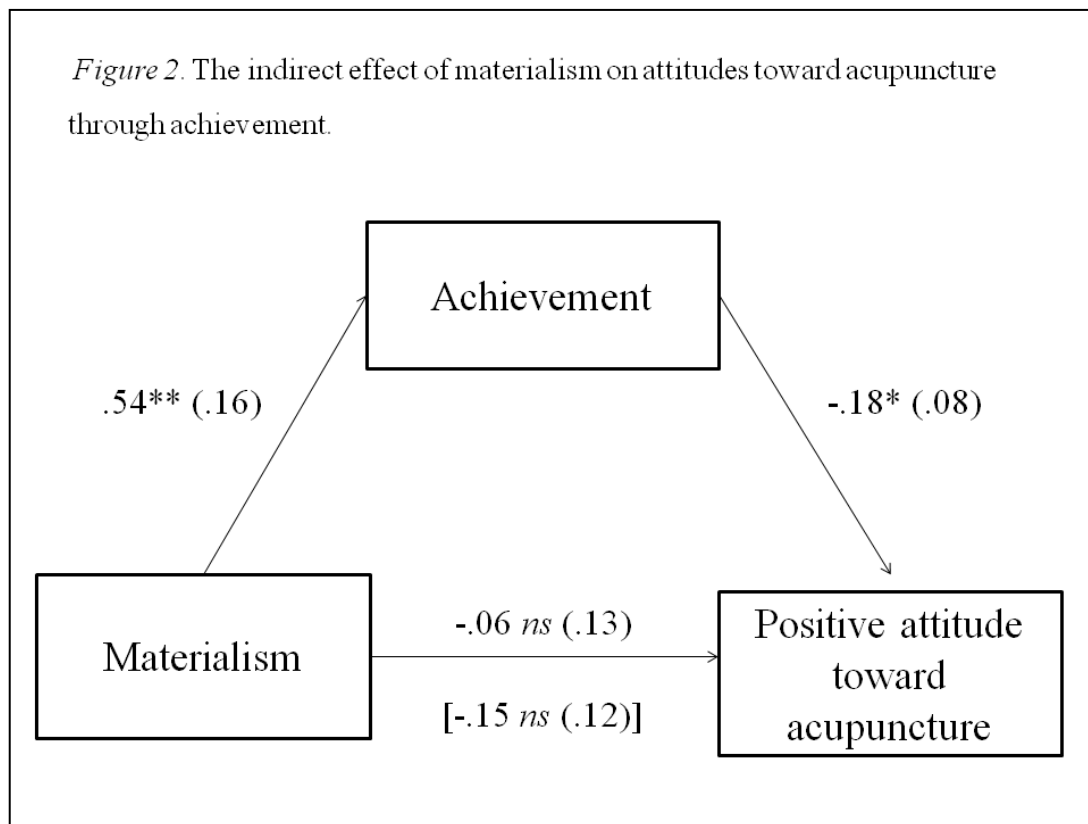 Figure 2. The indirect effect of materialism on attitudes toward acupuncture
through achievement.
Achievement
.54** (.16)
-.18* (.08)
Materialism
-.06 ns (.13)
[-.15 ns (.12)]
Positive attitude
toward
acupuncture